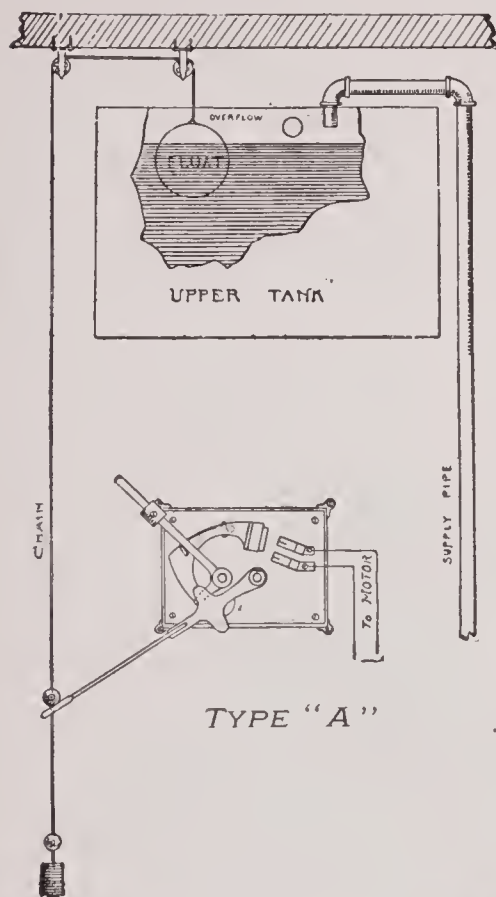 OVERFLOW
FLOAT
UPPER TANK
CHAIN
SUPPLY PIPE
To MOTOR
TYPE "A"